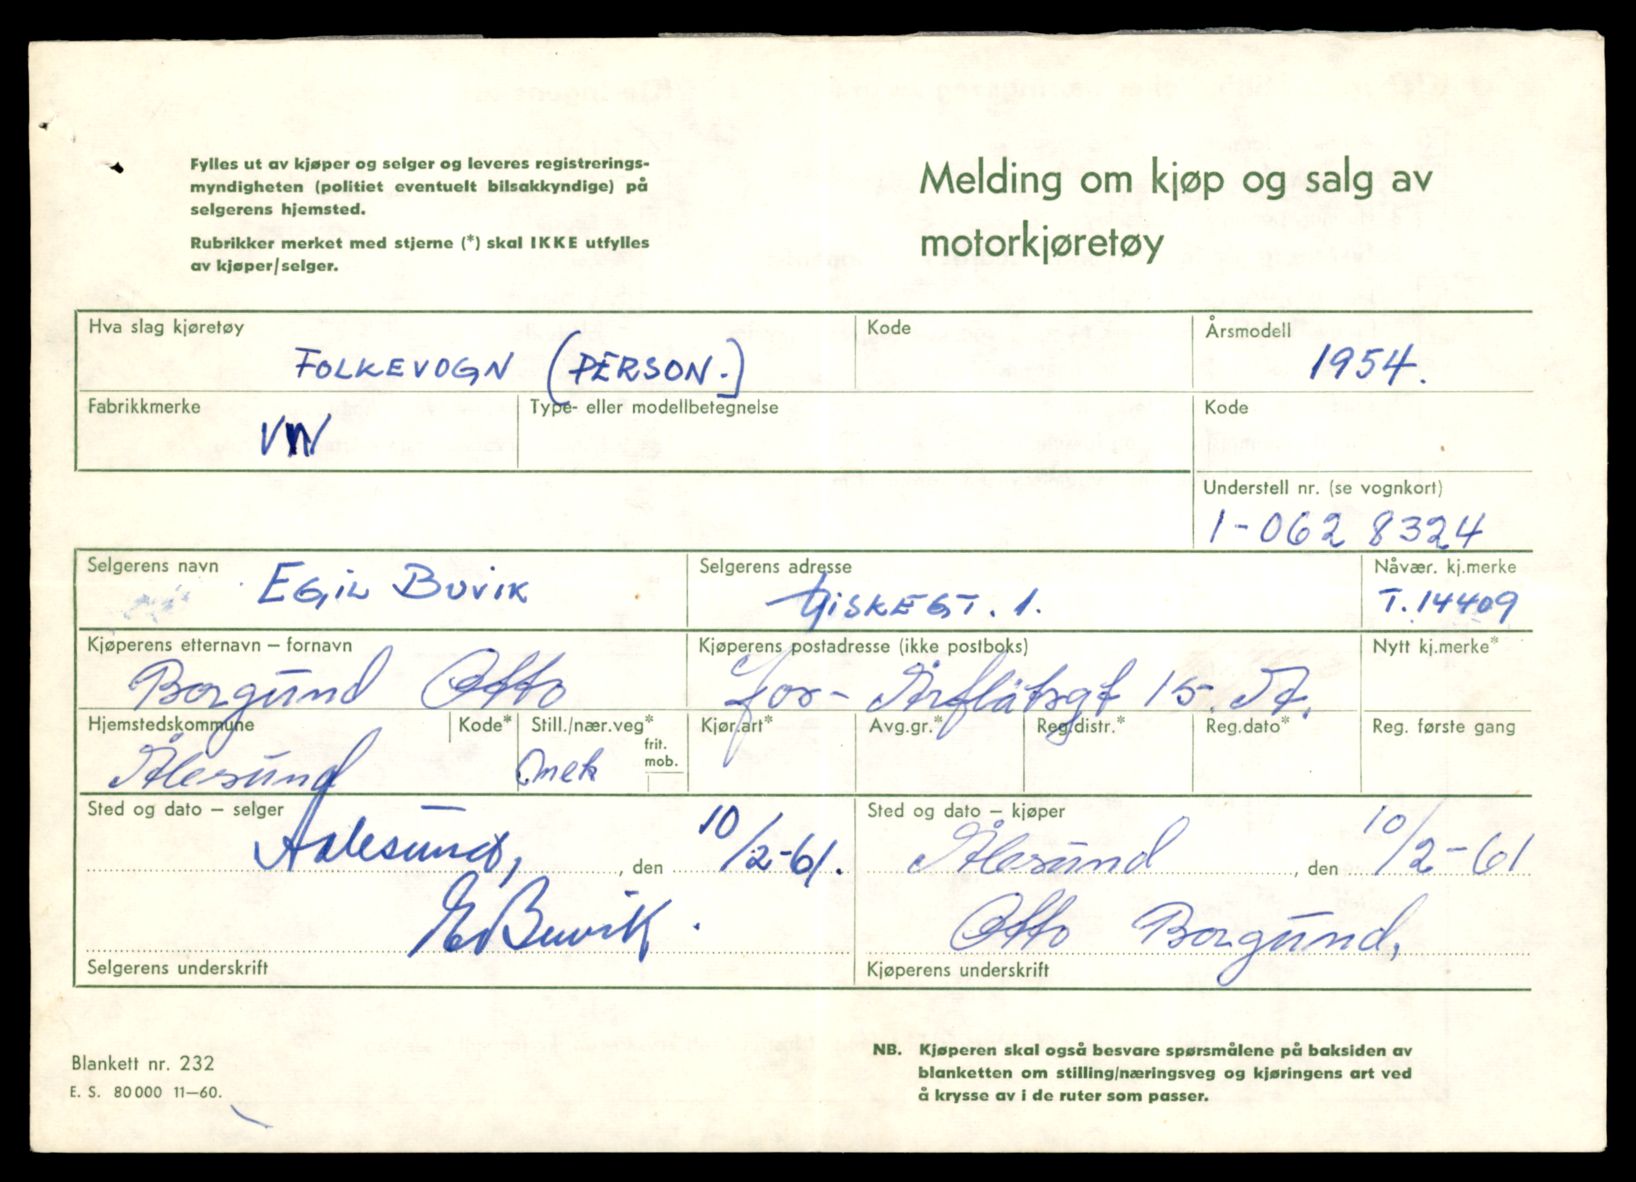 Fylles ut av kjøper og selger og leveres registrerings-
myndigheten (politiet eventuelt bilsakkyndige) på
selgerens hjemsted.
Rubrikker merket med stjerne (*) skal IKKE utfylles
av kjøper/selger.
Melding om kjøp og salg av
motorkjøretøy
Hva slag kjøretøy
FOLKEVOGN (PERSON.)
Kode
Årsmodell
1954.
Fabrikkmerke
VW
Type- eller modellbetegnelse
Kode
Understell nr. (se vognkort)
1-062 8324
Selgerens navn
EGIL BUVIK
Selgerens adresse
GISKEGT. 1.
Nåvær. kj.merke
T.14409
Kjøperens etternavn – fornavn
Borgund Otto
Kjøperens postadresse (ikke postboks)
15
Nytt kj.merke*
Hjemstedskommune
Ålesund
Kode*
Still./nær.veg*
frit.
mob.
Kjør.art*
Avg.gr.*
Reg.distr.*
Reg.dato*
Reg. første gang
Sted og dato – selger
Aalesund, den 10/2-61.
E Buvik.
Selgerens underskrift
Sted og dato – kjøper
Ålesund den 10/2-61
Otto Borgund,
Kjøperens underskrift
Blankett nr. 232
E. S. 80000 11—60.
NB. Kjøperen skal også besvare spørsmålene på baksiden av
blanketten om stilling/næringsveg og kjøringens art ved
å krysse av i de ruter som passer.